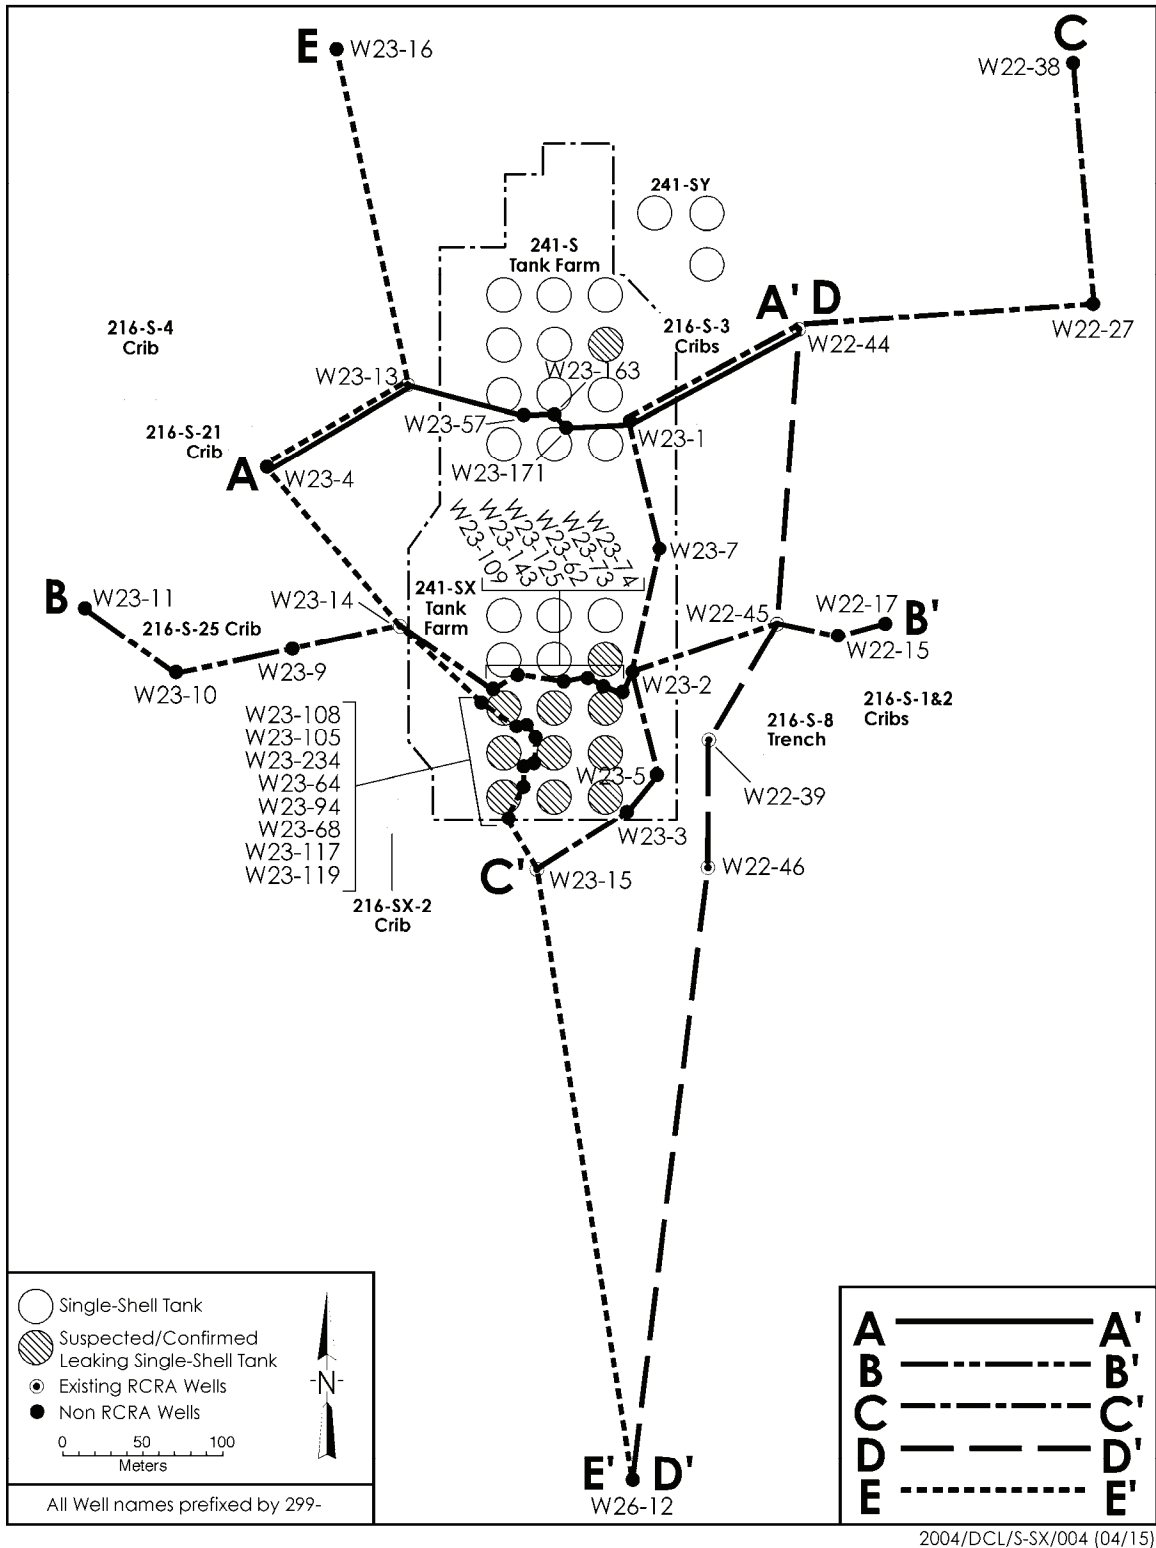 E
W23-16
C
W22-38
241-SY
241-S
Tank Farm
A' D
216-S-4
Crib
216-S-3
Cribs
W22-27
W22-44
W23-163
W23-13
W23-57
W23-1
216-S-21
Crib
W23-171
A
W23-4
W23-109
W23-143
W23-125
W23-62
W23-73
W23-74
W23-7
B
W23-11
241-SX
Tank
Farm
W23-14
216-S-25 Crib
W22-45
W22-17
B'
W22-15
W23-9
W23-10
W23-2
216-S-1&2
Cribs
216-S-8
Trench
W23-108
W23-105
W23-234
W23-64
W23-94
W23-68
W23-117
W23-119
W23-5
W22-39
W23-3
W22-46
C'
W23-15
216-SX-2
Crib
E' D'
W26-12
Single-Shell Tank
Suspected/Confirmed
Leaking Single-Shell Tank
Existing RCRA Wells
Non RCRA Wells
-N-
0 50 100
Meters
All Well names prefixed by 299-
A A'
B B'
C C'
D D'
E E'
2004/DCL/S-SX/004 (04/15)